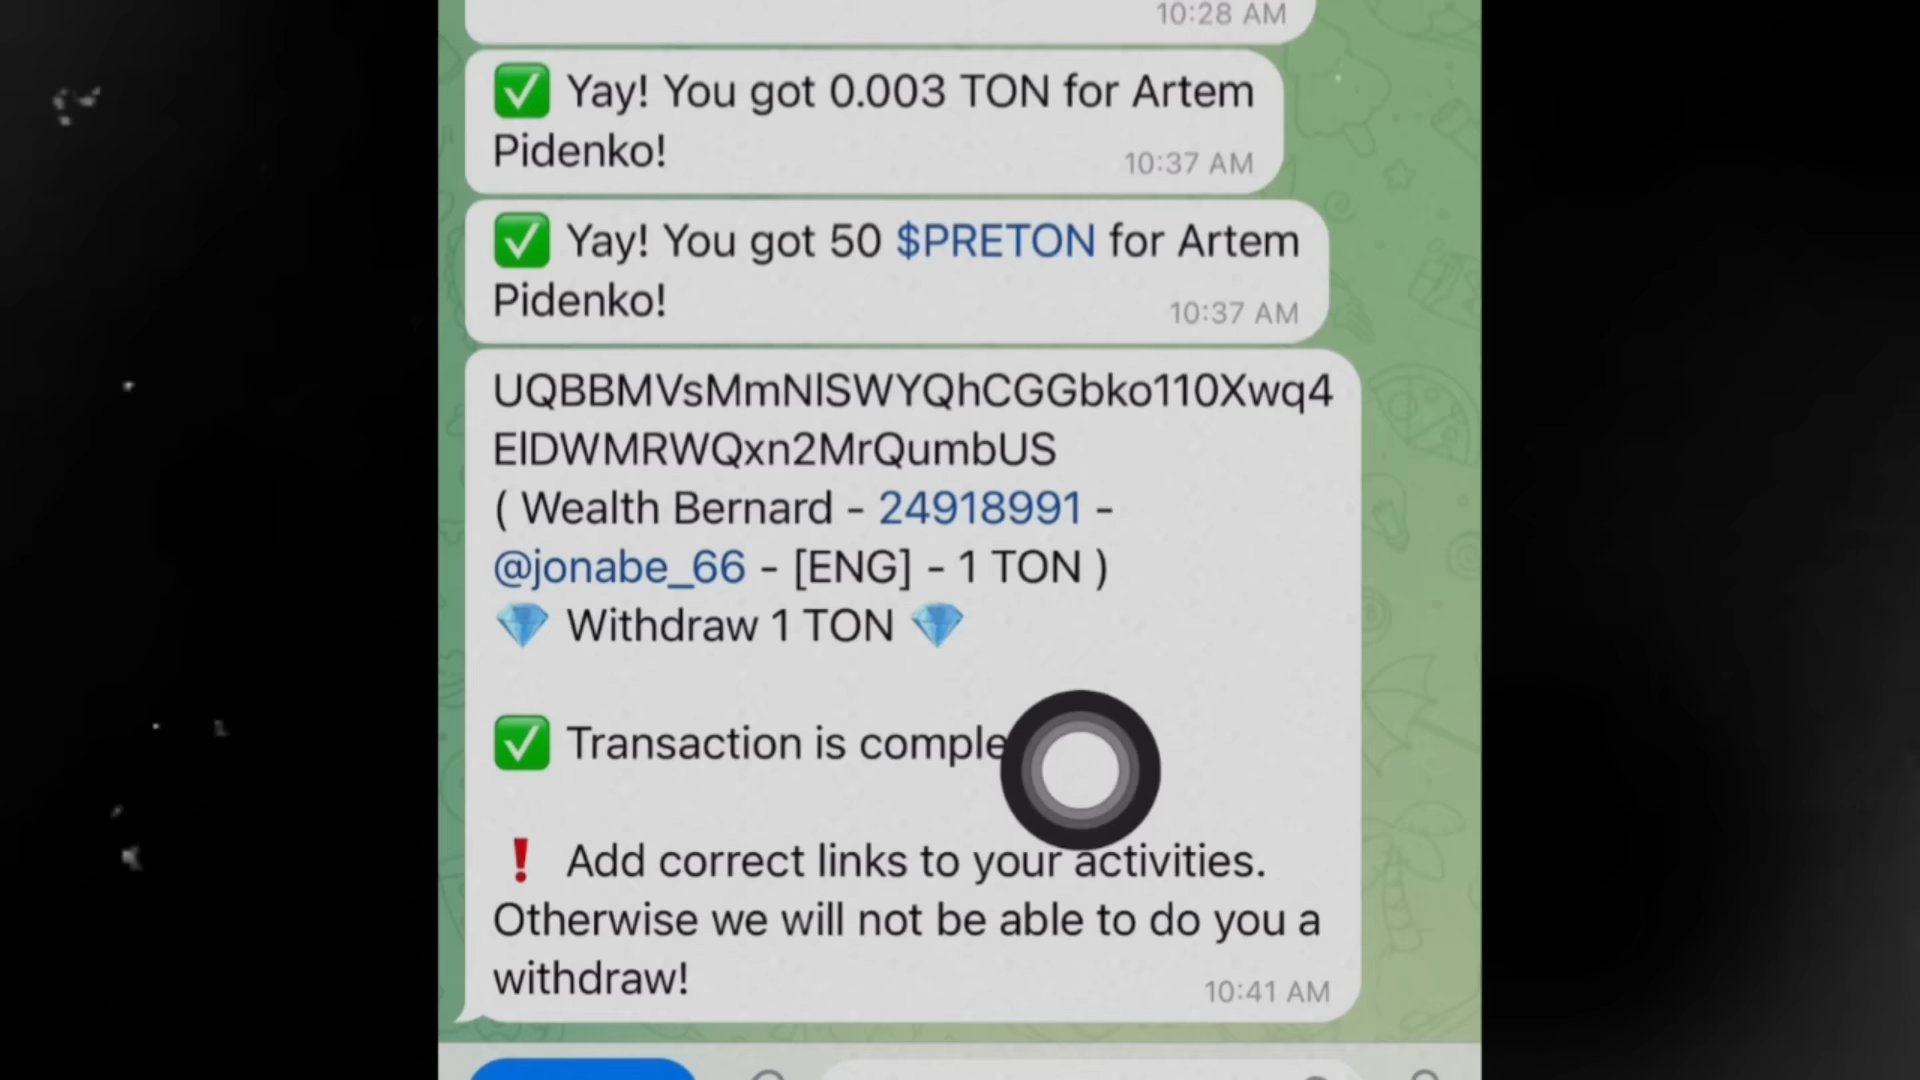 10:28 AM
✅ Yay! You got 0.003 TON for Artem
Pidenko!
10:37 AM
✅ Yay! You got 50 $PRETON for Artem
Pidenko!
10:37 AM
UQBBMVsMmNlSWYQhCGGbko110Xwq4
ElDWMRWQxn2MrQumbUS
( Wealth Bernard - 24918991 -
@jonabe_66 - [ENG] - 1 TON )
💎 Withdraw 1 TON 💎
✅ Transaction is comple
❗ Add correct links to your activities.
Otherwise we will not be able to do you a
withdraw!
10:41 AM